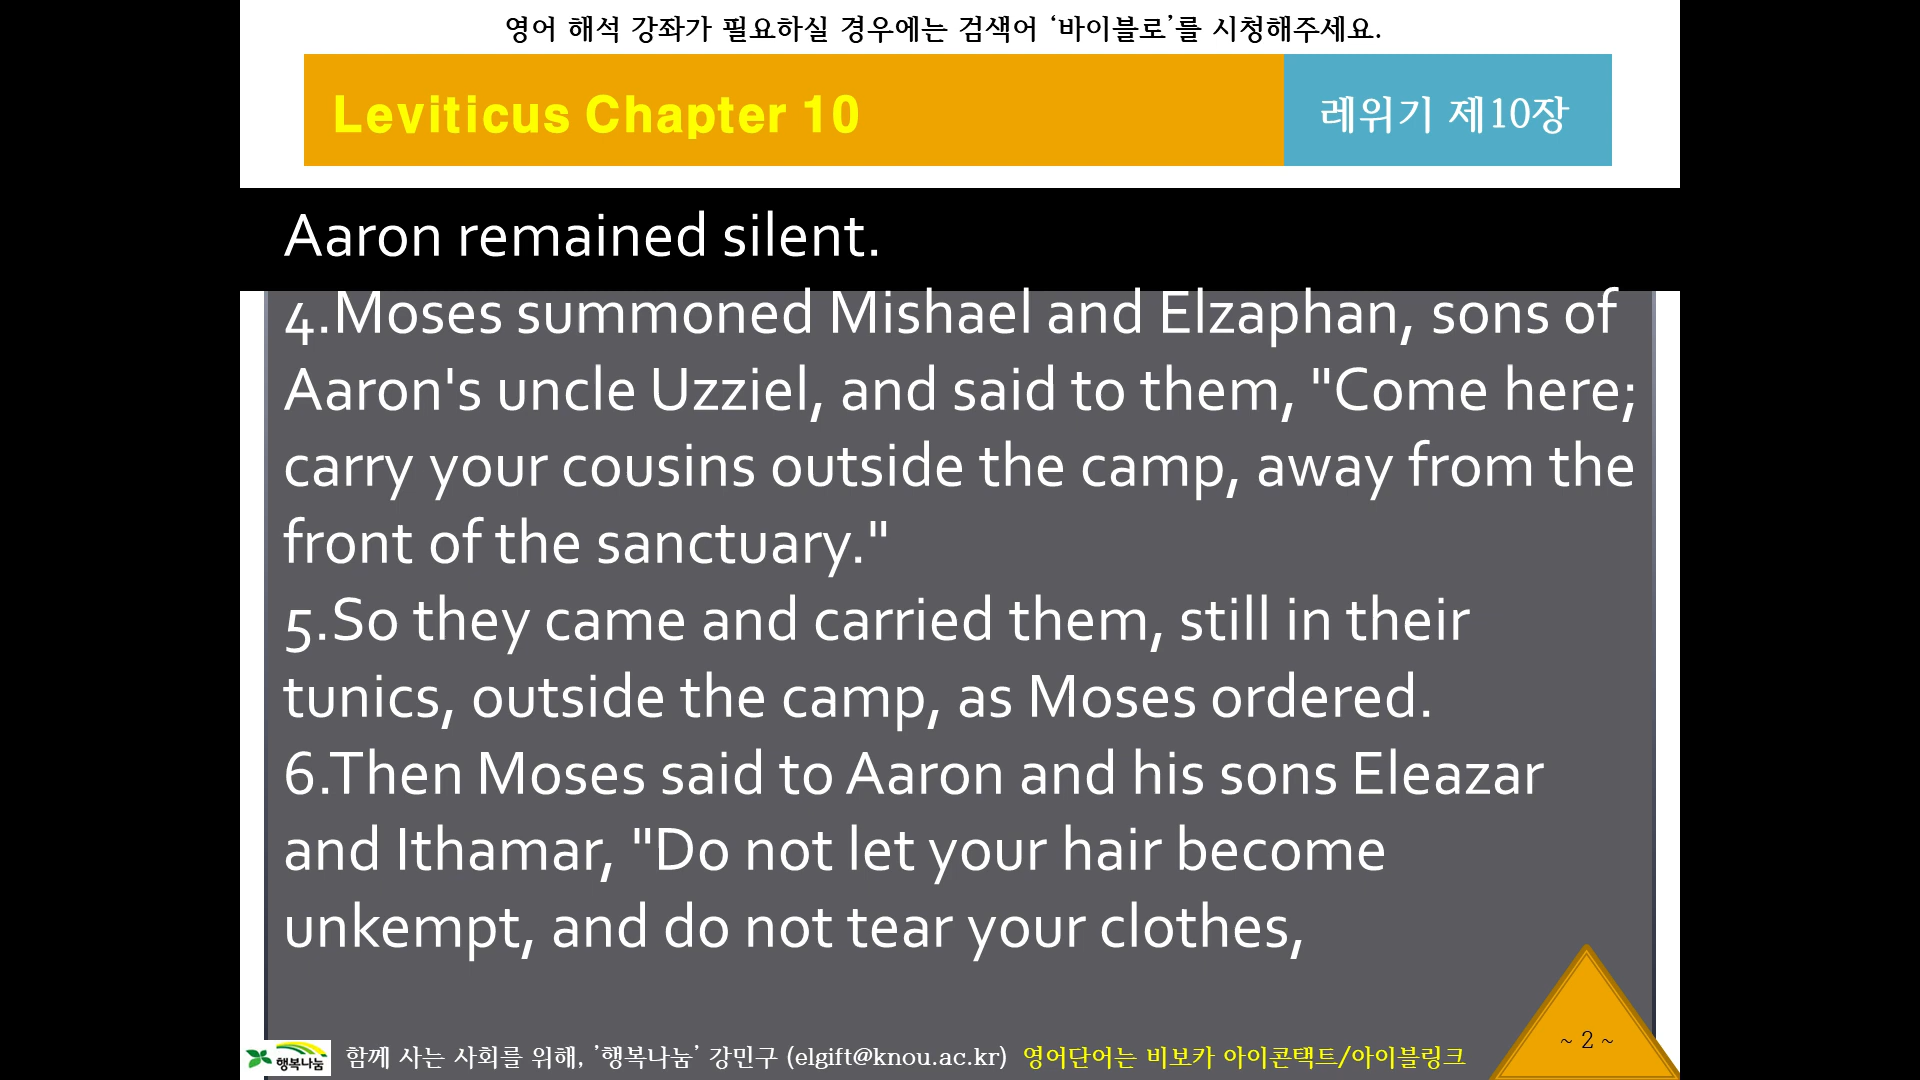 영어 해석 강좌가 필요하실 경우에는 검색어 ‘바이블로’를 시청해주세요.
Leviticus Chapter 10
레위기 제10장
Aaron remained silent.
4.Moses summoned Mishael and Elzaphan, sons of
Aaron's uncle Uzziel, and said to them, "Come here;
carry your cousins outside the camp, away from the
front of the sanctuary."
5.So they came and carried them, still in their
tunics, outside the camp, as Moses ordered.
6.Then Moses said to Aaron and his sons Eleazar
and Ithamar, "Do not let your hair become
unkempt, and do not tear your clothes,
~ 2 ~
행복나눔
함께 사는 사회를 위해, ’행복나눔’ 강민구 (elgift@knou.ac.kr) 영어단어는 비보카 아이콘택트/아이블링크